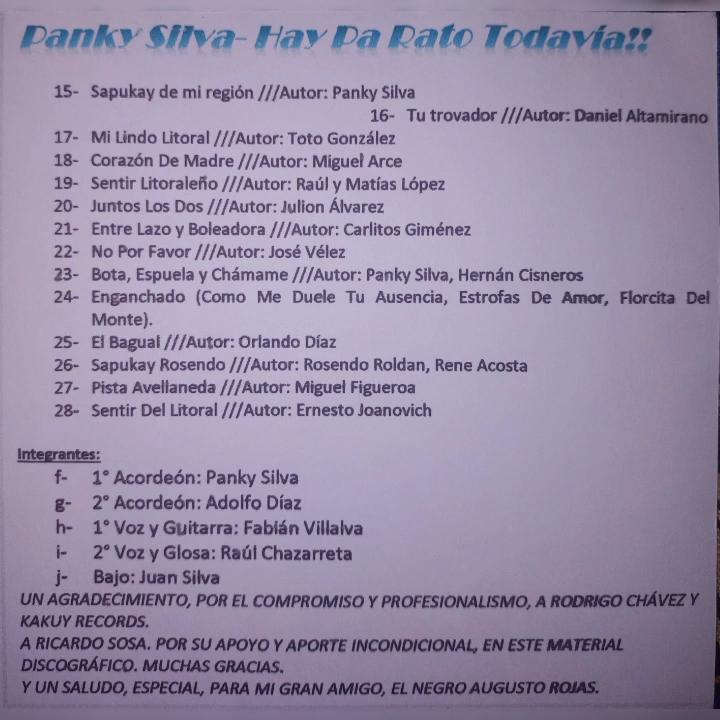 Panky Silva- Hay Pa Rato Todavía!!
15- Sapukay de mi región ///Autor: Panky Silva
16- Tu trovador ///Autor: Daniel Altamirano
17- Mi Lindo Litoral ///Autor: Toto González
18- Corazón De Madre ///Autor: Miguel Arce
19- Sentir Litoraleño ///Autor: Raúl y Matías López
20- Juntos Los Dos ///Autor: Julion Álvarez
21- Entre Lazo y Boleadora ///Autor: Carlitos Giménez
22- No Por Favor ///Autor: José Vélez
23- Bota, Espuela y Chámame ///Autor: Panky Silva, Hernán Cisneros
24- Enganchado (Como Me Duele Tu Ausencia, Estrofas De Amor, Florcita Del
Monte).
25- El Bagual ///Autor: Orlando Díaz
26- Sapukay Rosendo ///Autor: Rosendo Roldan, Rene Acosta
27- Pista Avellaneda ///Autor: Miguel Figueroa
28- Sentir Del Litoral ///Autor: Ernesto Joanovich
Integrantes:
f- 1° Acordeón: Panky Silva
g- 2° Acordeón: Adolfo Díaz
h- 1° Voz y Guitarra: Fabián Villalva
i- 2° Voz y Glosa: Raúl Chazarreta
j- Bajo: Juan Silva
UN AGRADECIMIENTO, POR EL COMPROMISO Y PROFESIONALISMO, A RODRIGO CHÁVEZ Y
KAKUY RECORDS.
A RICARDO SOSA. POR SU APOYO Y APORTE INCONDICIONAL, EN ESTE MATERIAL
DISCOGRÁFICO. MUCHAS GRACIAS.
Y UN SALUDO, ESPECIAL, PARA MI GRAN AMIGO, EL NEGRO AUGUSTO ROJAS.